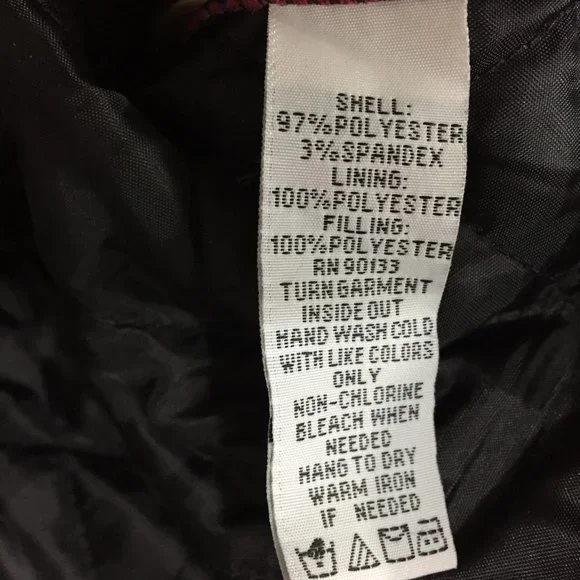 SHELL:
97%POLYESTER
3%SPANDEX
LINING:
100%POLYESTER
FILLING:
100%POLYESTER
RN 90133
TURN GARMENT
INSIDE OUT
HAND WASH COLD
WITH LIKE COLORS
ONLY
NON-CHLORINE
BLEACH WHEN
NEEDED
HANG TO DRY
WARM IRON
IF NEEDED